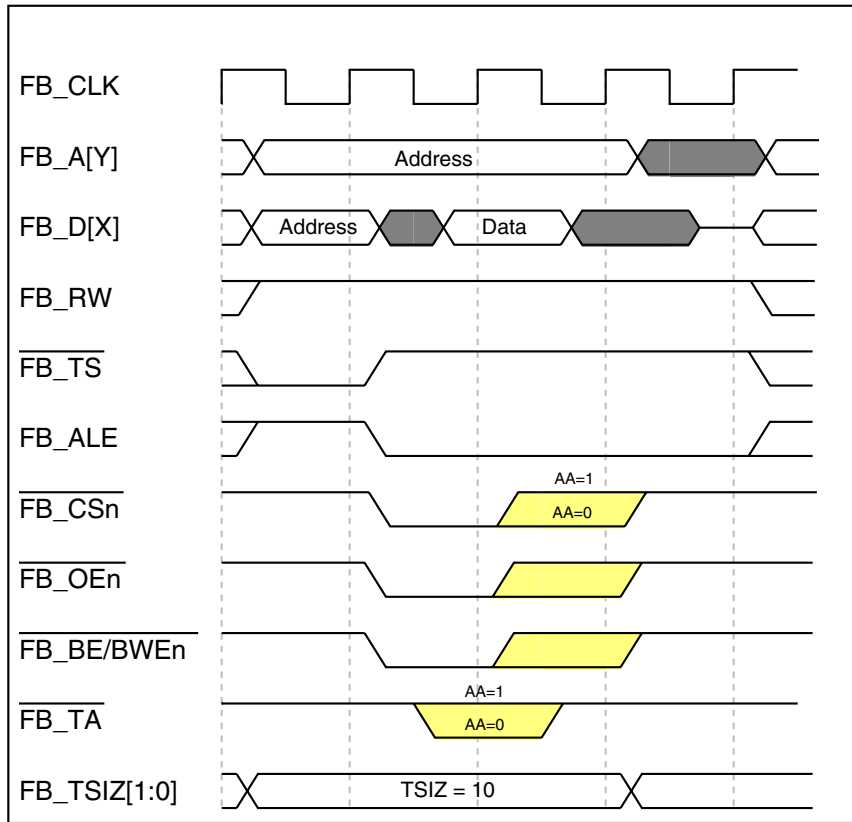 FB_CLK
FB_A[Y] Address
FB_D[X] Address Data
FB_RW
FB_TS
FB_ALE
AA=1
FB_CSn AA=0
FB_OEn
FB_BE/BWEn
AA=1
FB_TA AA=0
FB_TSIZ[1:0] TSIZ = 10